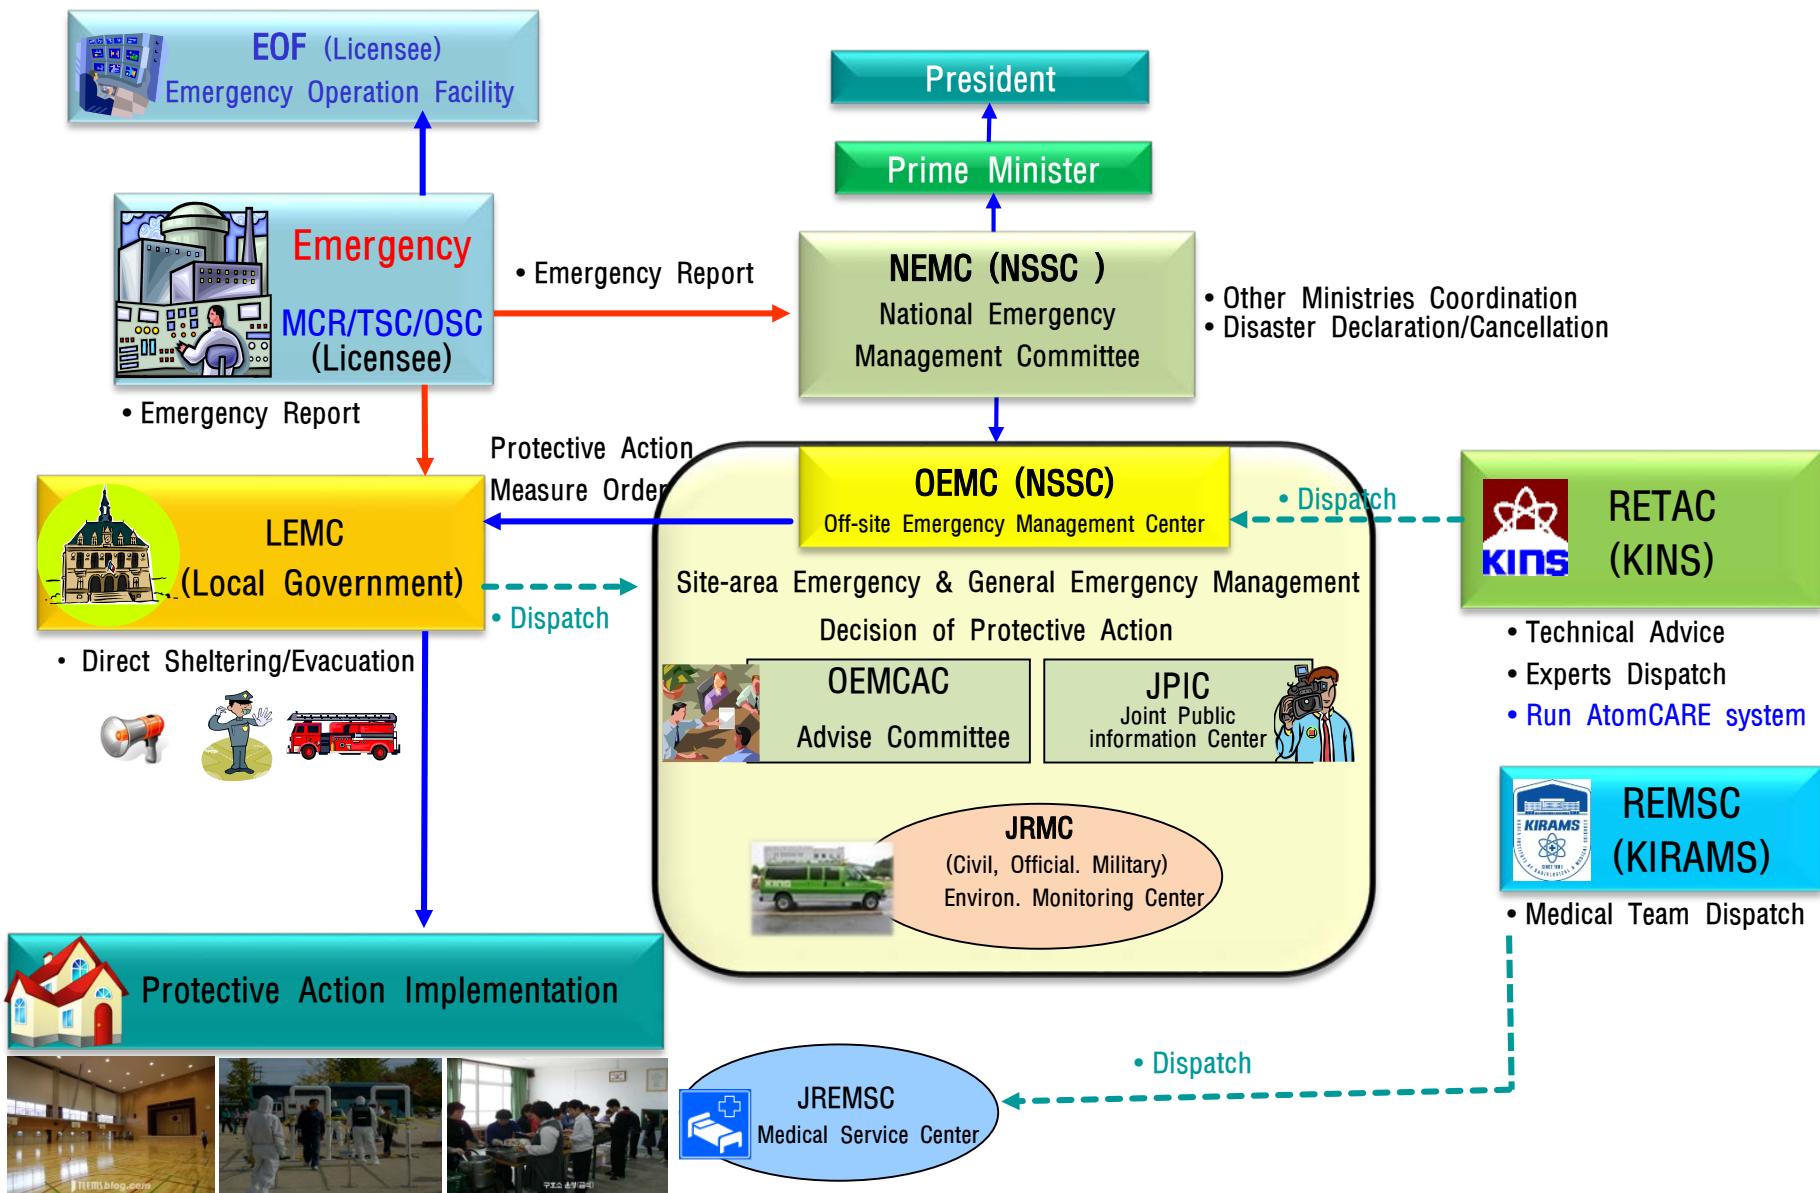 EOF (Licensee)
Emergency Operation Facility
President
Prime Minister
Emergency
MCR/TSC/OSC
(Licensee)
• Emergency Report
NEMC (NSSC )
National Emergency
Management Committee
• Other Ministries Coordination
• Disaster Declaration/Cancellation
• Emergency Report
Protective Action
Measure Order
OEMC (NSSC)
Off-site Emergency Management Center
• Dispatch
KINS
RETAC
(KINS)
LEMC
(Local Government)
• Dispatch
Site-area Emergency & General Emergency Management
Decision of Protective Action
• Technical Advice
• Experts Dispatch
• Run AtomCARE system
• Direct Sheltering/Evacuation
OEMCAC
Advise Committee
JPIC
Joint Public
information Center
KIRAMS
REMSC
(KIRAMS)
• Medical Team Dispatch
JRMC
(Civil, Official. Military)
Environ. Monitoring Center
KINS
Protective Action Implementation
• Dispatch
JREMSC
Medical Service Center